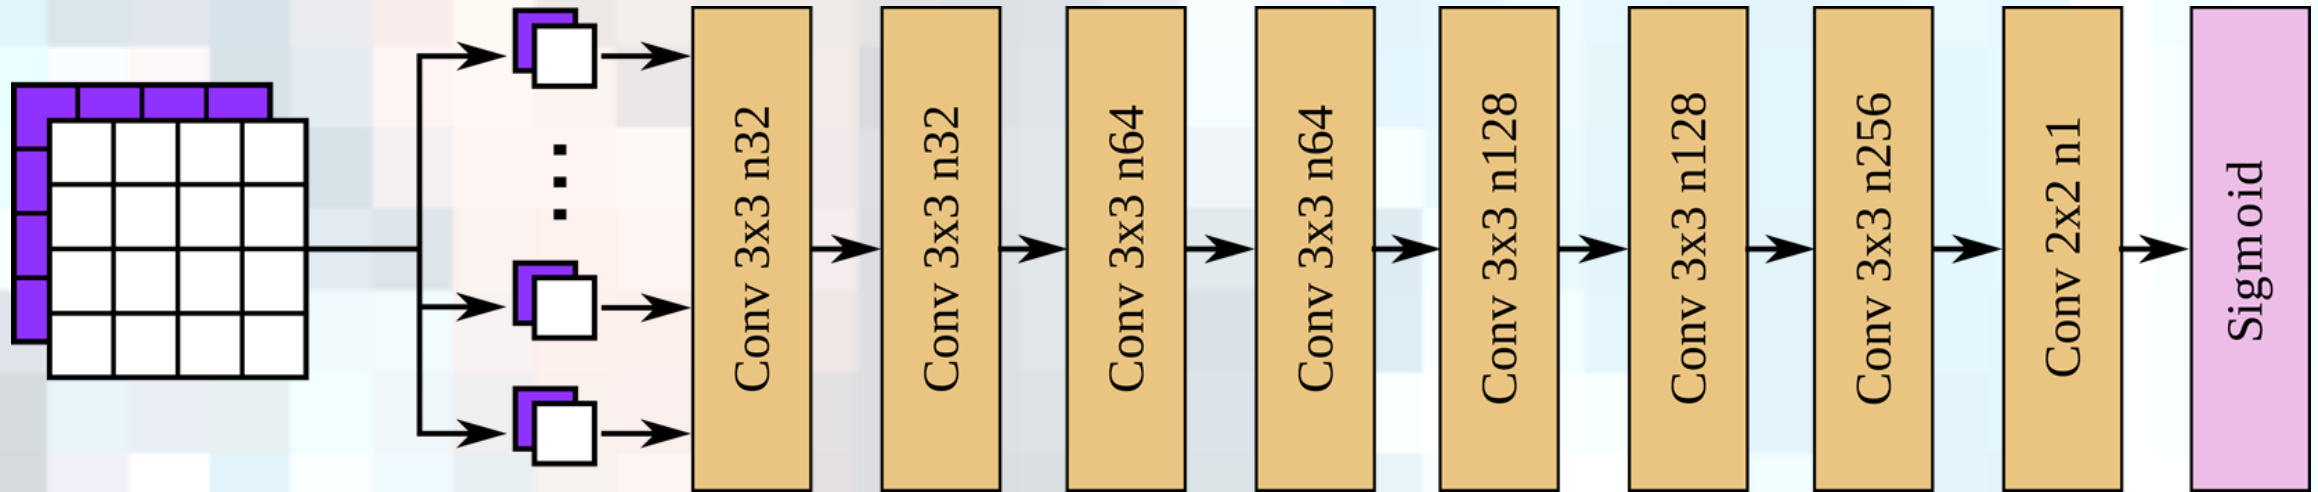 Conv 3x3 n32
Conv 3x3 n32
Conv 3x3 n64
Conv 3x3 n64
Conv 3x3 n128
Conv 3x3 n128
Conv 3x3 n256
Conv 2x2 n1
Sigmoid